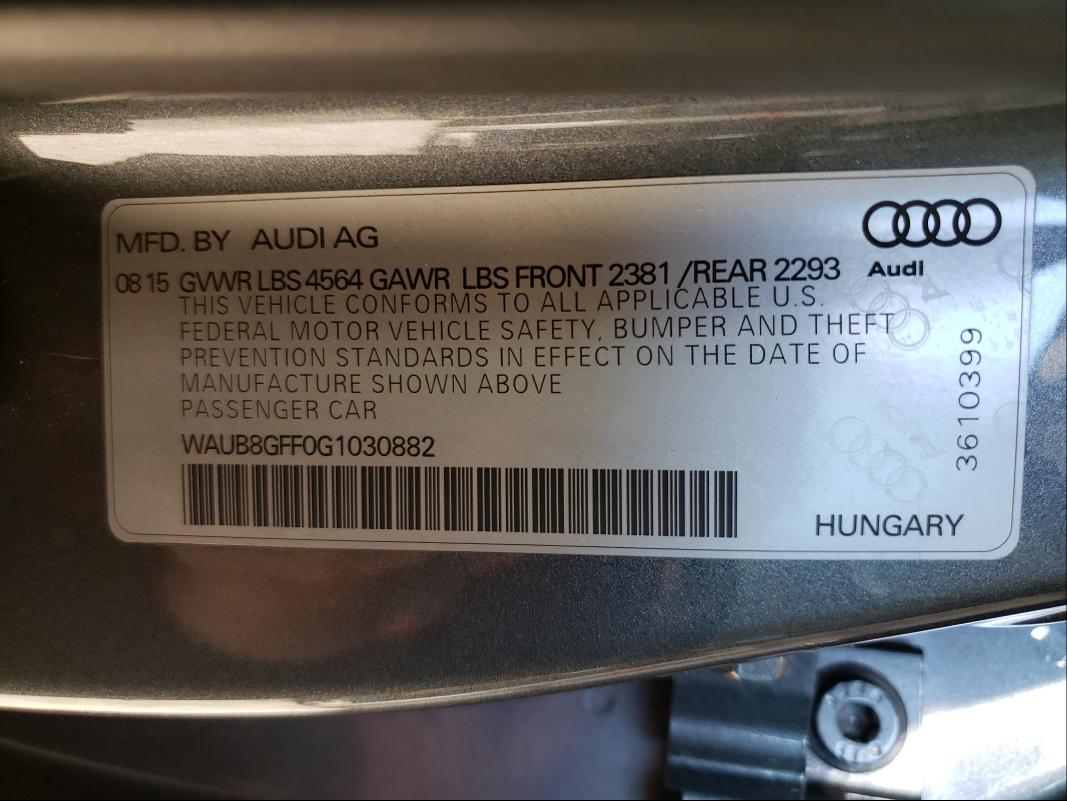 MFD. BY AUDI AG
08 15 GVWR LBS 4564 GAWR LBS FRONT 2381 /REAR 2293
Audi
THIS VEHICLE CONFORMS TO ALL APPLICABLE U.S.
FEDERAL MOTOR VEHICLE SAFETY, BUMPER AND THEFT
PREVENTION STANDARDS IN EFFECT ON THE DATE OF
MANUFACTURE SHOWN ABOVE
PASSENGER CAR
WAUB8GFF0G1030882
3610399
HUNGARY